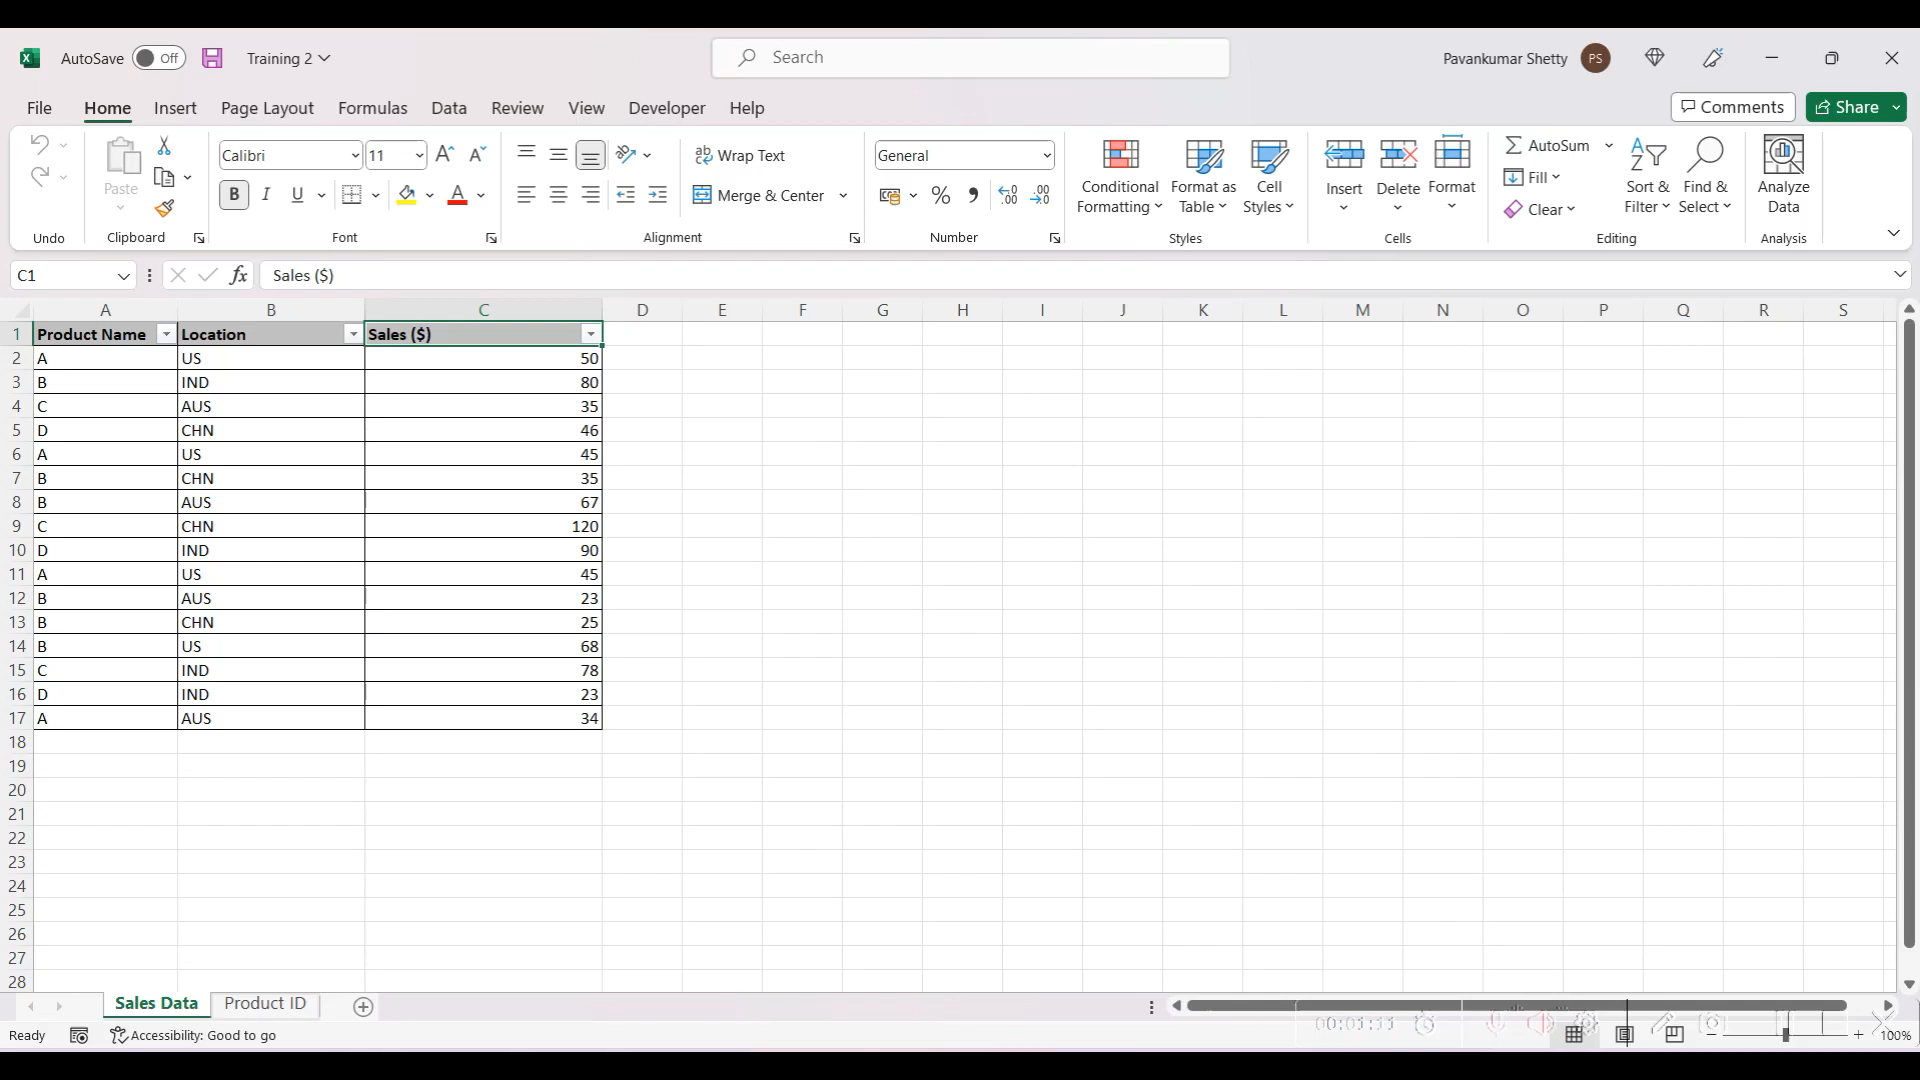 AutoSave Off Training 2 Search Pavankumar Shetty PS
File Home Insert Page Layout Formulas Data Review View Developer Help Comments Share
Calibri 11 Wrap Text General AutoSum
Paste B I U Merge & Center % Conditional Formatting Format as Table Cell Styles Insert Delete Format Fill Clear Sort & Filter Find & Select Analyze Data
Undo Clipboard Font Alignment Number Styles Cells Editing Analysis
C1 fx Sales ($)
A B C D E F G H I J K L M N O P Q R S
1 Product Name Location Sales ($)
2 A US 50
3 B IND 80
4 C AUS 35
5 D CHN 46
6 A US 45
7 B CHN 35
8 B AUS 67
9 C CHN 120
10 D IND 90
11 A US 45
12 B AUS 23
13 B CHN 25
14 B US 68
15 C IND 78
16 D IND 23
17 A AUS 34
18
19
20
21
22
23
24
25
26
27
28
Sales Data Product ID
Ready Accessibility: Good to go 100%